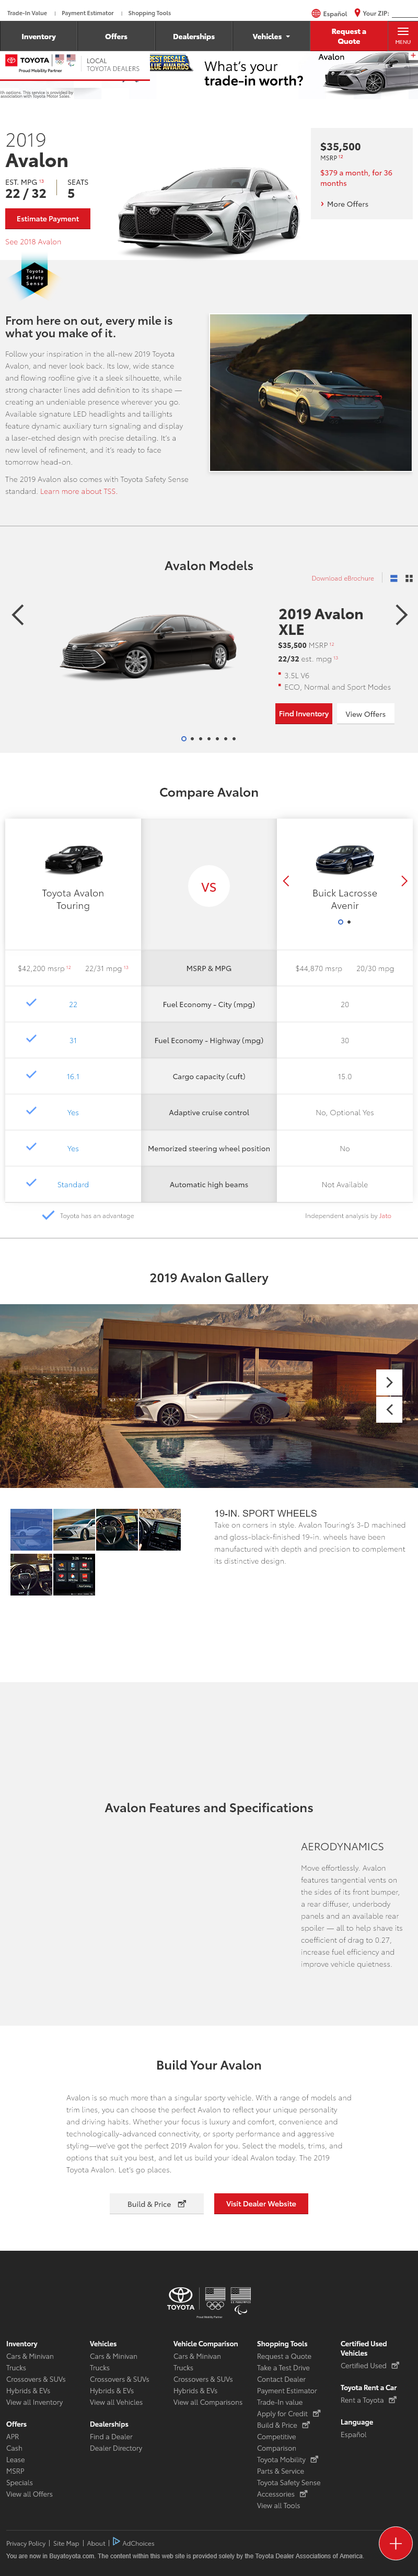 Trade-In Value | Payment Estimator | Shopping Tools
Español
Your ZIP:
Inventory
Offers
Dealerships
Vehicles
Request a Quote
MENU
TOYOTA
Proud Mobility Partner
LOCAL
TOYOTA DEALERS
BEST RESALE
VALUE AWARDS
What's your
trade-in worth?
Avalon
association with Toyota Motor Sales
2019
Avalon
EST. MPG 13
22 / 32
SEATS
5
Estimate Payment
See 2018 Avalon
$35,500
MSRP 12
$379 a month, for 36 months
More Offers
Toyota
Safety
Sense
From here on out, every mile is
what you make of it.
Follow your inspiration in the all-new 2019 Toyota
Avalon, and never look back. Its low, wide stance
and flowing roofline give it a sleek silhouette, while
strong character lines add definition to its shape —
creating an undeniable presence wherever you go.
Available signature LED headlights and taillights
feature dynamic auxiliary turn signaling and display
a laser-etched design with precise detailing. It's a
new level of refinement, and it's ready to face
tomorrow head-on.
The 2019 Avalon also comes with Toyota Safety Sense
standard. Learn more about TSS.
Avalon Models
Download eBrochure
2019 Avalon
XLE
$35,500 MSRP 12
22/32 est. mpg 13
3.5L V6
ECO, Normal and Sport Modes
Find Inventory
View Offers
Compare Avalon
Toyota Avalon
Touring
VS
Buick Lacrosse
Avenir
$42,200 msrp 12 22/31 mpg 13
MSRP & MPG
$44,870 msrp 20/30 mpg
22
Fuel Economy - City (mpg)
20
31
Fuel Economy - Highway (mpg)
30
16.1
Cargo capacity (cuft)
15.0
Yes
Adaptive cruise control
No, Optional Yes
Yes
Memorized steering wheel position
No
Standard
Automatic high beams
Not Available
Toyota has an advantage
Independent analysis by Jato
2019 Avalon Gallery
19-IN. SPORT WHEELS
Take on corners in style. Avalon Touring's 3-D machined
and gloss-black-finished 19-in. wheels have been
manufactured with depth and precision to complement
its distinctive design.
Avalon Features and Specifications
AERODYNAMICS
Move effortlessly. Avalon
features tangential vents on
the sides of its front bumper,
a rear diffuser, underbody
panels and an available rear
spoiler — all to help shave its
coefficient of drag to 0.27,
increase fuel efficiency and
improve vehicle quietness.
Build Your Avalon
Avalon is so much more than a singular sporty vehicle. With a range of models and
trim lines, you can choose the perfect Avalon to reflect your unique personality
and driving habits. Whether your focus is luxury and comfort, convenience and
technologically-advanced connectivity, or sporty performance and aggressive
styling—we've got the perfect 2019 Avalon for you. Select the models, trims, and
options that suit you best, and let us build your ideal Avalon today. The 2019
Toyota Avalon. Let's go places.
Build & Price
Visit Dealer Website
TOYOTA
Inventory
Cars & Minivan
Trucks
Crossovers & SUVs
Hybrids & EVs
View all Inventory
Offers
APR
Cash
Lease
MSRP
Specials
View all Offers
Vehicles
Cars & Minivan
Trucks
Crossovers & SUVs
Hybrids & EVs
View all Vehicles
Dealerships
Find a Dealer
Dealer Directory
Vehicle Comparison
Cars & Minivan
Trucks
Crossovers & SUVs
Hybrids & EVs
View all Comparisons
Shopping Tools
Request a Quote
Take a Test Drive
Contact Dealer
Payment Estimator
Trade-In value
Apply for Credit
Build & Price
Competitive
Comparison
Toyota Mobility
Parts & Service
Toyota Safety Sense
Accessories
View all Tools
Certified Used
Vehicles
Certified Used
Toyota Rent a Car
Rent a Toyota
Language
Español
Privacy Policy | Site Map | About | AdChoices
You are now in Buyatoyota.com. The content within this web site is provided solely by the Toyota Dealer Associations of America.